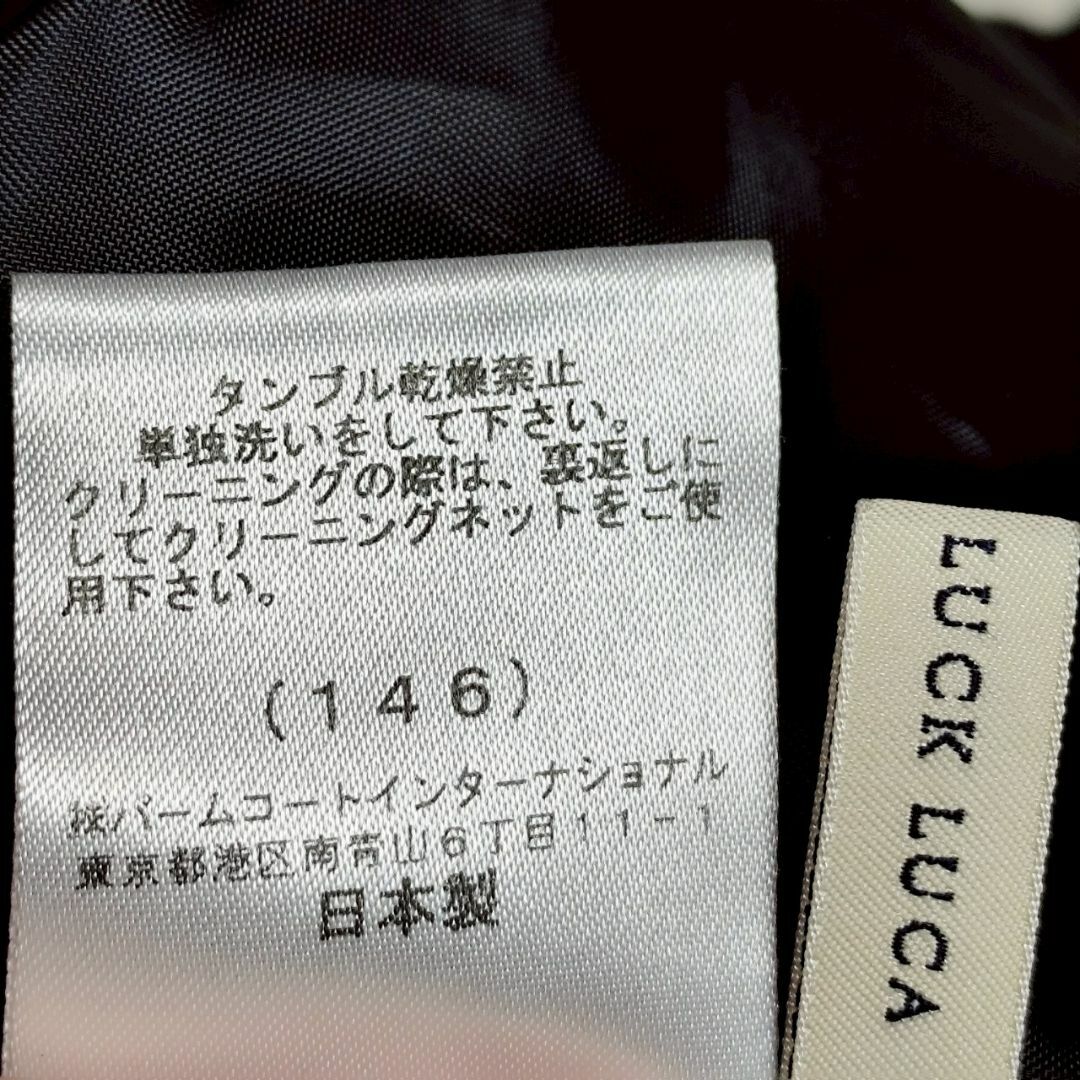 タンブル乾燥禁止
単独洗いをして下さい。
クリーニングの際は、裏返しに
してクリーニングネットをご使
用下さい。
(146)
㈱パームコートインターナショナル
東京都港区南青山6丁目11-1
日本製
LUCK LUCA